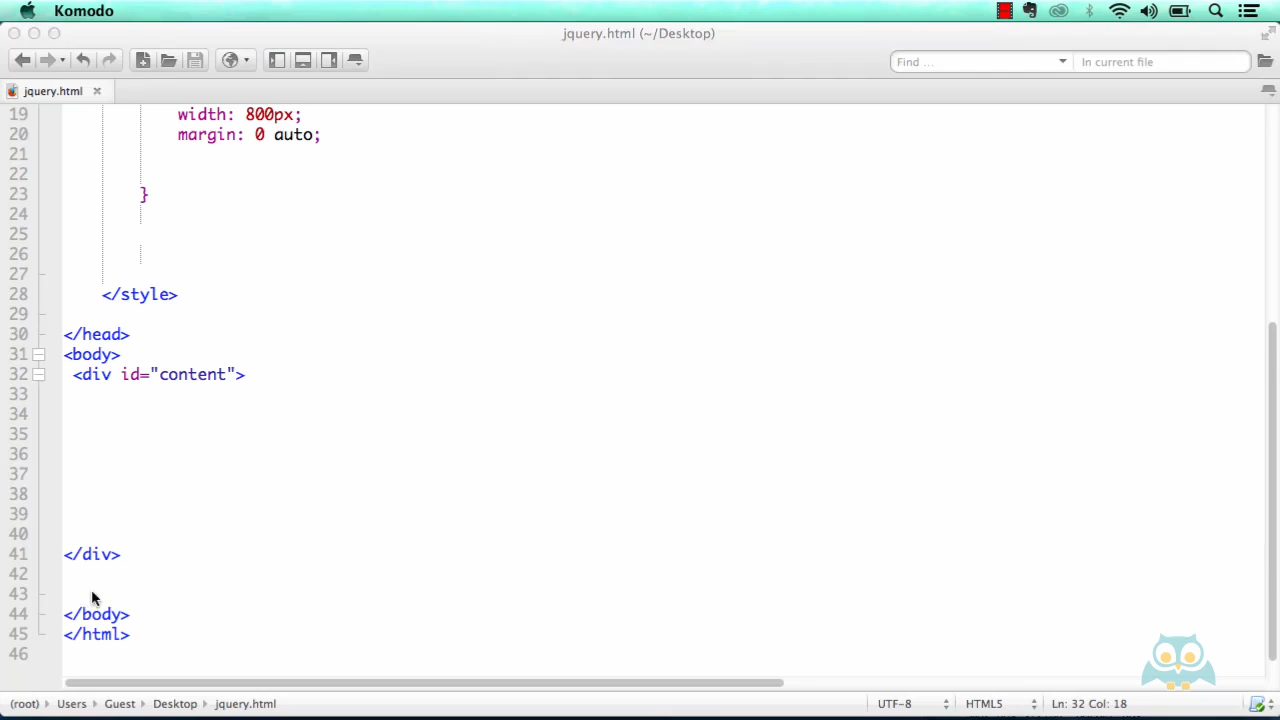 Komodo
jquery.html (~/Desktop)
Find ...
In current file
jquery.html
19 width: 800px;
20 margin: 0 auto;
21
22
23 }
24
25
26
27
28 </style>
29
30 </head>
31 <body>
32 <div id="content">
33
34
35
36
37
38
39
40
41 </div>
42
43
44 </body>
45 </html>
46
(root) Users Guest Desktop jquery.html
UTF-8
HTML5
Ln: 32 Col: 18